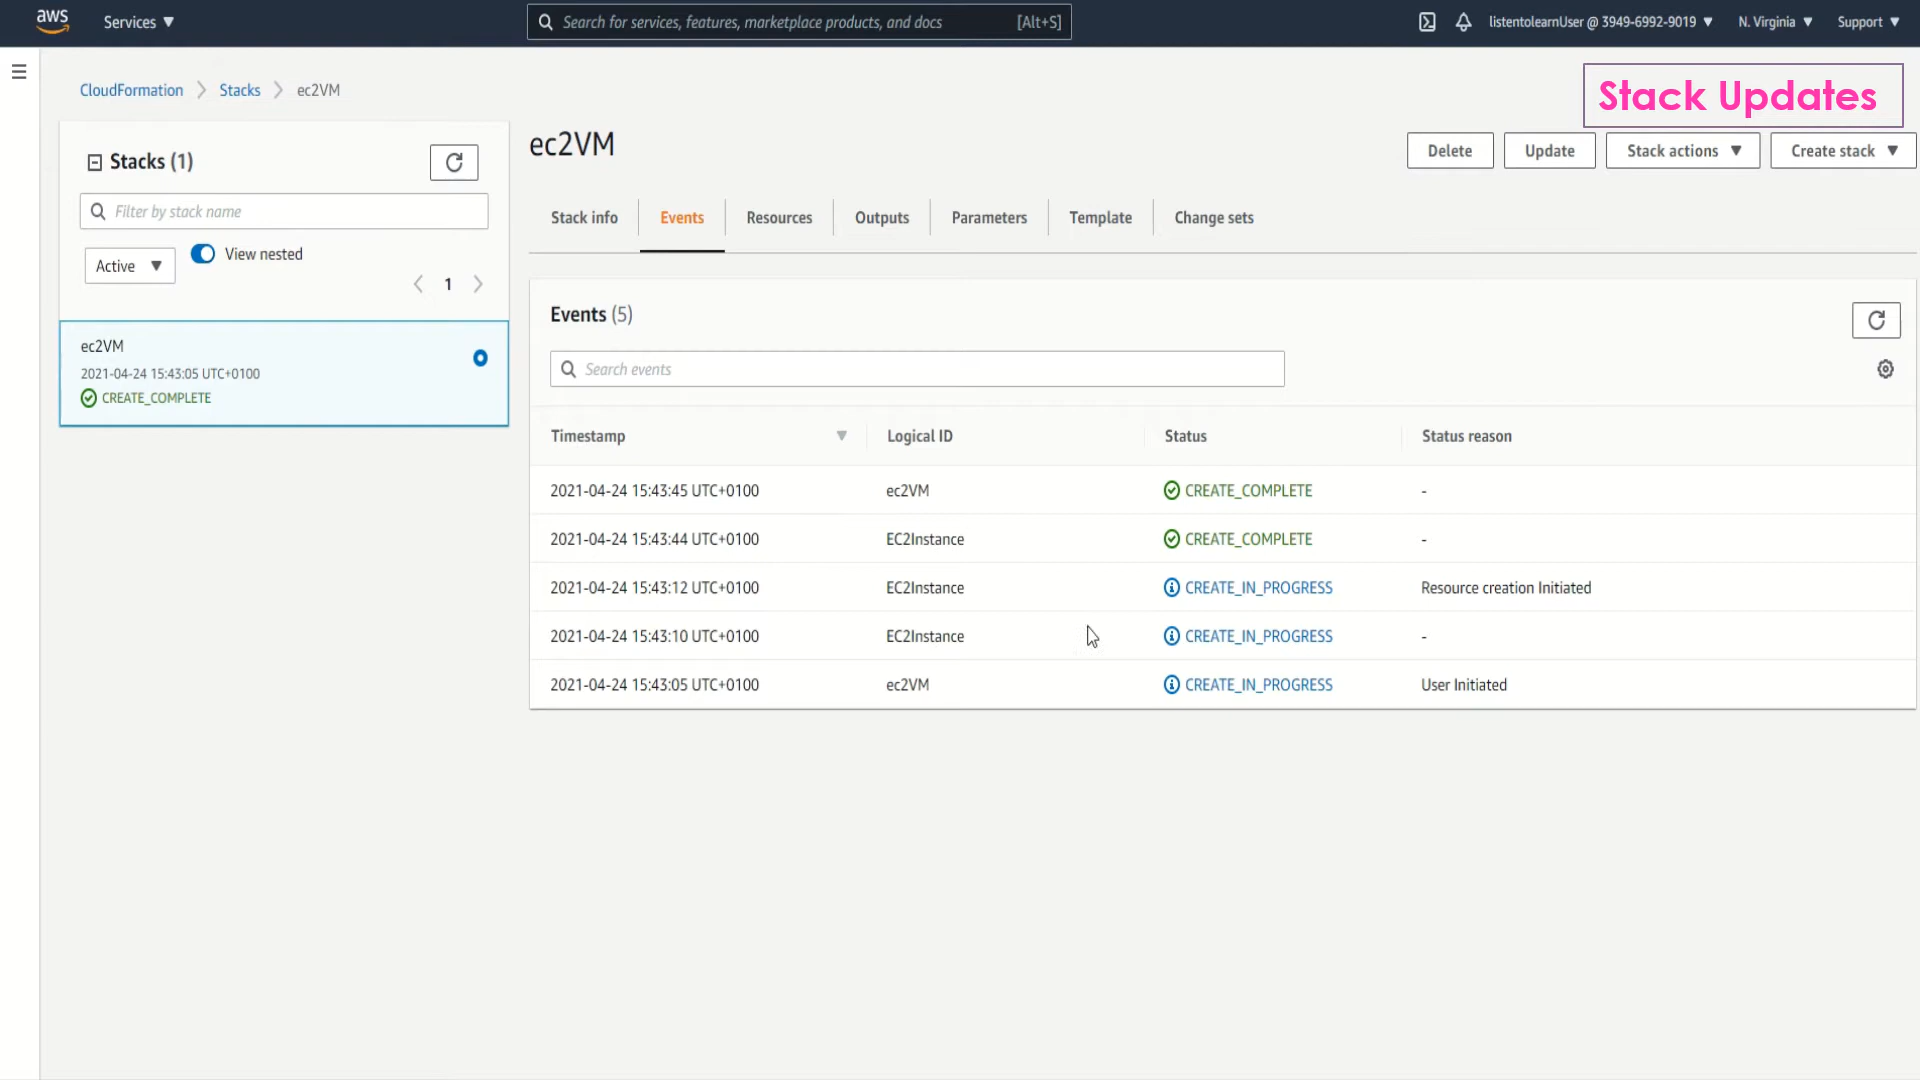 aws Services Search for services, features, marketplace products, and docs [Alt+S] listentolearnUser @ 3949-6992-9019 N. Virginia Support
CloudFormation Stacks ec2VM
Stack Updates
Stacks (1)
Filter by stack name
Active View nested
1
ec2VM
2021-04-24 15:43:05 UTC+0100
CREATE_COMPLETE
ec2VM
Delete Update Stack actions Create stack
Stack info Events Resources Outputs Parameters Template Change sets
Events (5)
Search events
Timestamp Logical ID Status Status reason
2021-04-24 15:43:45 UTC+0100 ec2VM CREATE_COMPLETE -
2021-04-24 15:43:44 UTC+0100 EC2Instance CREATE_COMPLETE -
2021-04-24 15:43:12 UTC+0100 EC2Instance CREATE_IN_PROGRESS Resource creation Initiated
2021-04-24 15:43:10 UTC+0100 EC2Instance CREATE_IN_PROGRESS -
2021-04-24 15:43:05 UTC+0100 ec2VM CREATE_IN_PROGRESS User Initiated